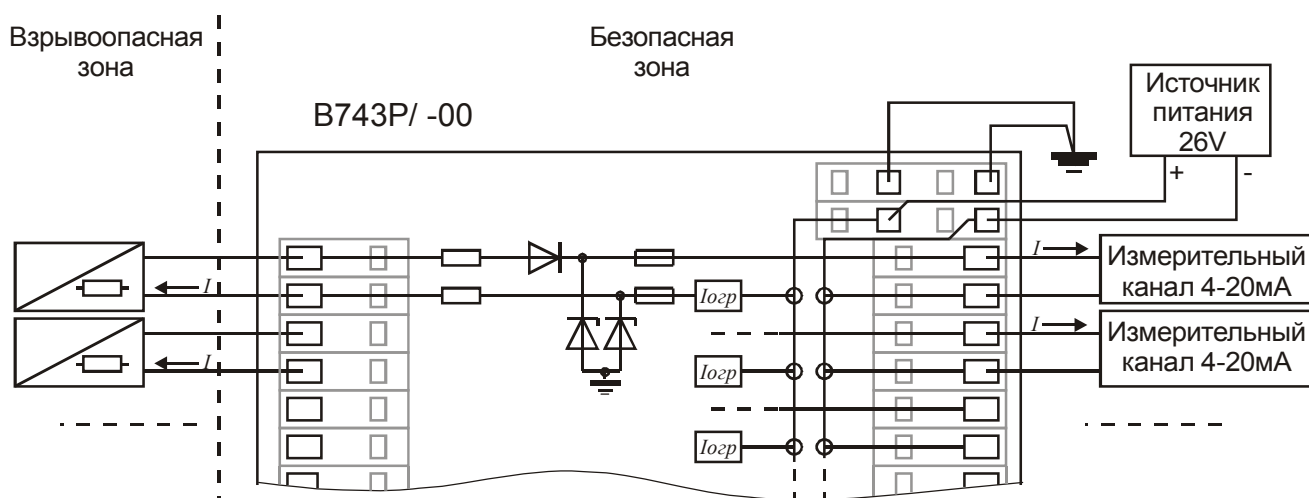 Взрывоопасная
зона
Безопасная
зона
В743Р/ -00
Источник
питания
26V
+ -
I
Измерительный
канал 4-20мА
I
Iогр
I
Измерительный
канал 4-20мА
I
Iогр
Iогр